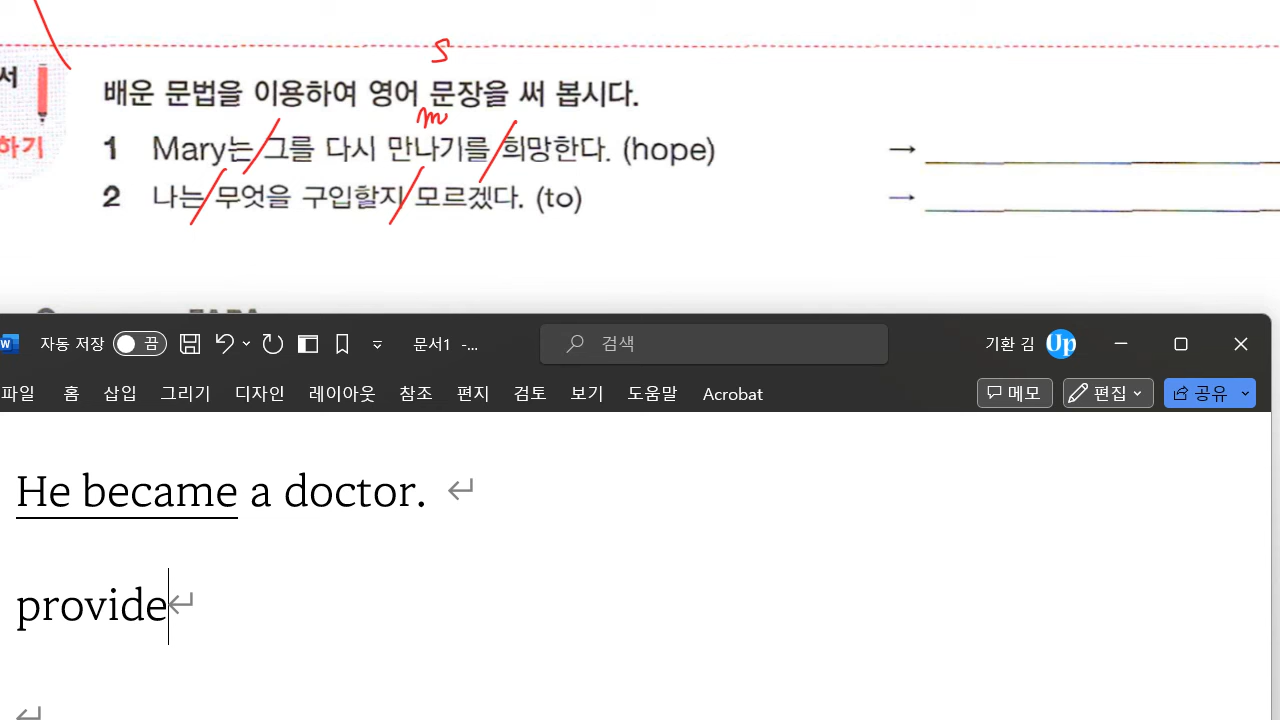 서
s
배운 문법을 이용하여 영어 문장을 써 봅시다.
m
하기
1 Mary는 그를 다시 만나기를 희망한다. (hope) →
2 나는 무엇을 구입할지 모르겠다. (to) →
W 자동 저장 끔 문서1 -... 검색 기환 김 Up
파일 홈 삽입 그리기 디자인 레이아웃 참조 편지 검토 보기 도움말 Acrobat 메모 편집 공유
He became a doctor.
provide